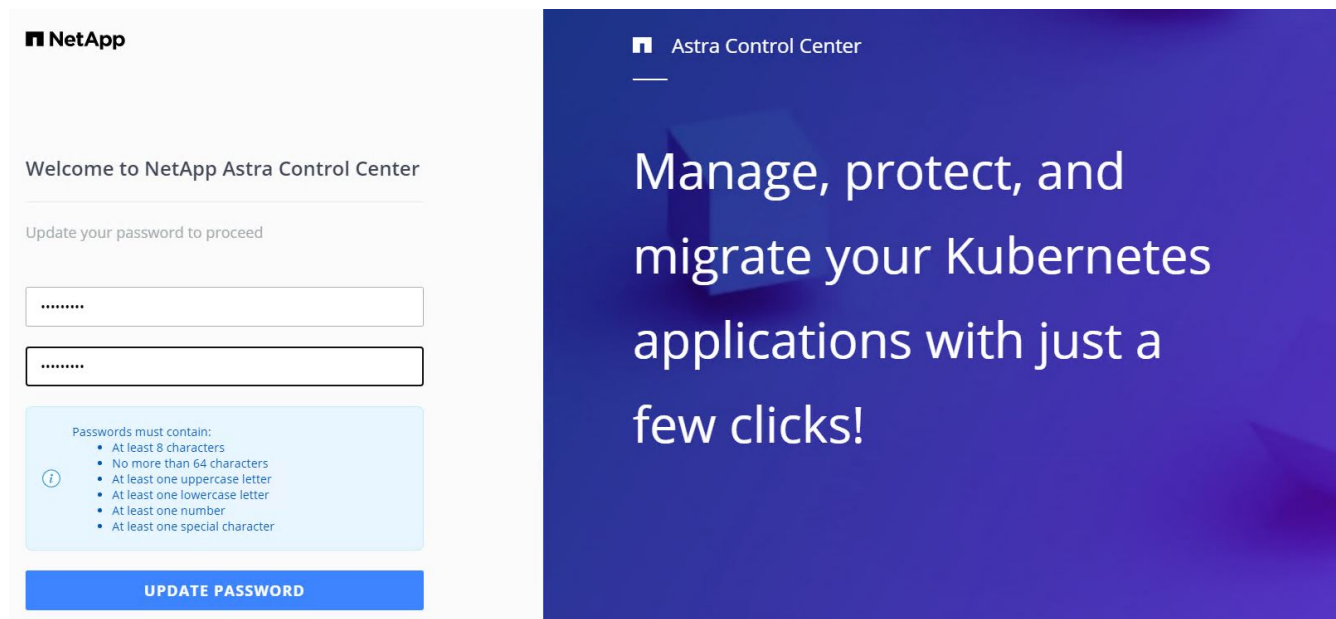 NetApp
Welcome to NetApp Astra Control Center
Update your password to proceed
•••••••••
•••••••••
Passwords must contain:
• At least 8 characters
• No more than 64 characters
• At least one uppercase letter
• At least one lowercase letter
• At least one number
• At least one special character
UPDATE PASSWORD
Astra Control Center
Manage, protect, and
migrate your Kubernetes
applications with just a
few clicks!